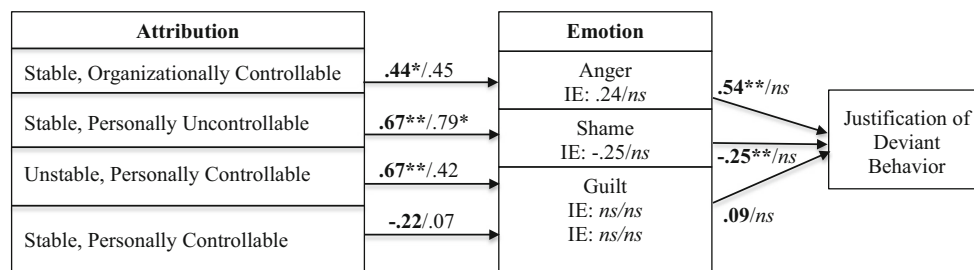 Attribution
Emotion
Stable, Organizationally Controllable
.44*/.45
Anger
IE: .24/ns
.54**/ns
Stable, Personally Uncontrollable
.67**/.79*
Shame
IE: -.25/ns
-.25**/ns
Justification of
Deviant
Behavior
Unstable, Personally Controllable
.67**/.42
Guilt
IE: ns/ns
IE: ns/ns
.09/ns
Stable, Personally Controllable
-.22/.07